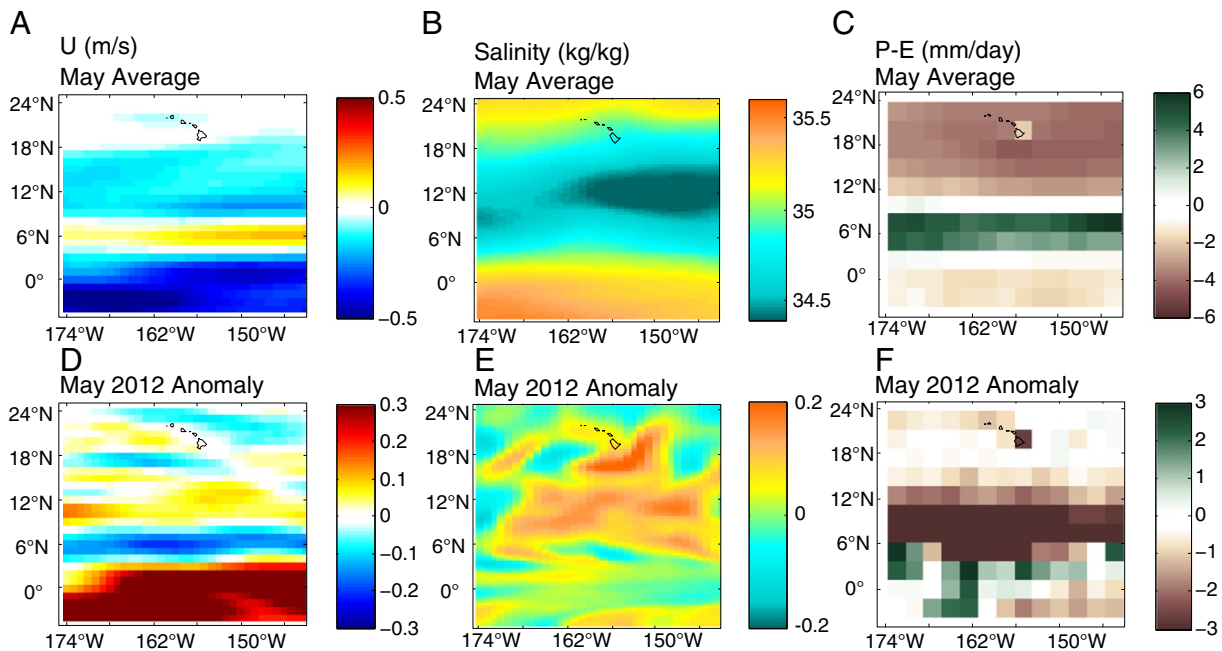 A
U (m/s)
May Average
24°N
18°N
12°N
6°N
0°
174°W 162°W 150°W
0.5
0
−0.5
B
Salinity (kg/kg)
May Average
24°N
18°N
12°N
6°N
0°
174°W 162°W 150°W
35.5
35
34.5
C
P-E (mm/day)
May Average
24°N
18°N
12°N
6°N
0°
174°W 162°W 150°W
6
4
2
0
−2
−4
−6
D
May 2012 Anomaly
24°N
18°N
12°N
6°N
0°
174°W 162°W 150°W
0.3
0.2
0.1
0
−0.1
−0.2
−0.3
E
May 2012 Anomaly
24°N
18°N
12°N
6°N
0°
174°W 162°W 150°W
0.2
0
-0.2
F
May 2012 Anomaly
24°N
18°N
12°N
6°N
0°
174°W 162°W 150°W
3
2
1
0
−1
−2
−3